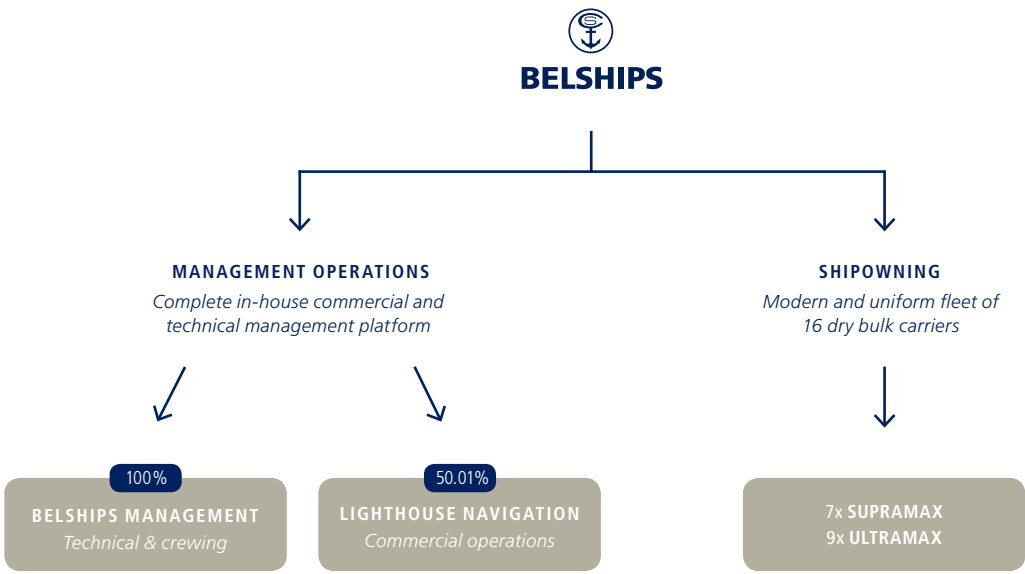 BELSHIPS
MANAGEMENT OPERATIONS
Complete in-house commercial and
technical management platform
SHIPOWNING
Modern and uniform fleet of
16 dry bulk carriers
100%
BELSHIPS MANAGEMENT
Technical & crewing
50.01%
LIGHTHOUSE NAVIGATION
Commercial operations
7x SUPRAMAX
9x ULTRAMAX